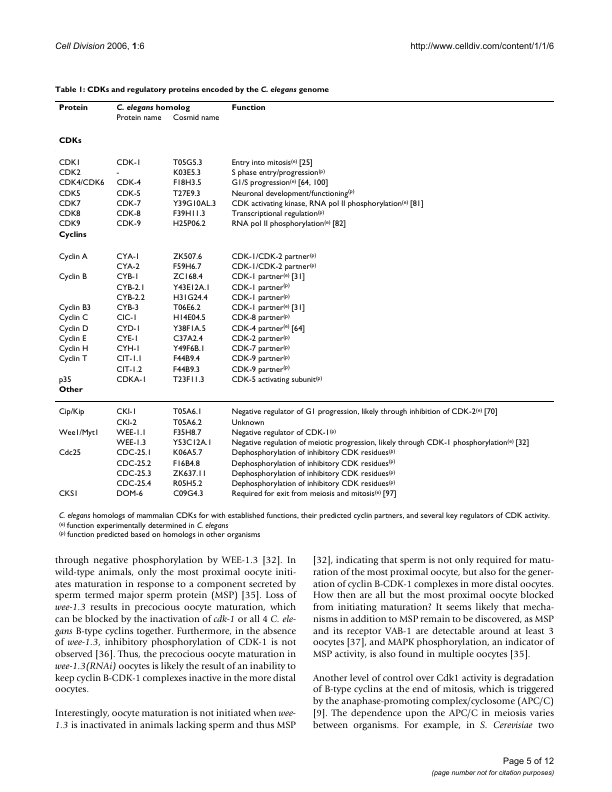 Cell Division 2006, 1:6 http://www.celldiv.com/content/1/1/6
Table 1: CDKs and regulatory proteins encoded by the C. elegans genome
Protein C. elegans homolog Function
Protein name Cosmid name
CDKs
CDK1 CDK-1 T05G5.3 Entry into mitosis(e) [25]
CDK2 - K03E5.3 S phase entry/progression(p)
CDK4/CDK6 CDK-4 F18H3.5 G1/S progression(e) [64, 100]
CDK5 CDK-5 T27E9.3 Neuronal development/functioning(p)
CDK7 CDK-7 Y39G10AL.3 CDK activating kinase, RNA pol II phosphorylation(e) [81]
CDK8 CDK-8 F39H11.3 Transcriptional regulation(p)
CDK9 CDK-9 H25P06.2 RNA pol II phosphorylation(e) [82]
Cyclins
Cyclin A CYA-1 ZK507.6 CDK-1/CDK-2 partner(p)
CYA-2 F59H6.7 CDK-1/CDK-2 partner(p)
Cyclin B CYB-1 ZC168.4 CDK-1 partner(e) [31]
CYB-2.1 Y43E12A.1 CDK-1 partner(p)
CYB-2.2 H31G24.4 CDK-1 partner(p)
Cyclin B3 CYB-3 T06E6.2 CDK-1 partner(e) [31]
Cyclin C CIC-1 H14E04.5 CDK-8 partner(p)
Cyclin D CYD-1 Y38F1A.5 CDK-4 partner(e) [64]
Cyclin E CYE-1 C37A2.4 CDK-2 partner(p)
Cyclin H CYH-1 Y49F6B.1 CDK-7 partner(p)
Cyclin T CIT-1.1 F44B9.4 CDK-9 partner(p)
CIT-1.2 F44B9.3 CDK-9 partner(p)
p35 CDKA-1 T23F11.3 CDK-5 activating subunit(p)
Other
Cip/Kip CKI-1 T05A6.1 Negative regulator of G1 progression, likely through inhibition of CDK-2(e) [70]
CKI-2 T05A6.2 Unknown
Wee1/Myt1 WEE-1.1 F35H8.7 Negative regulator of CDK-1(p)
WEE-1.3 Y53C12A.1 Negative regulation of meiotic progression, likely through CDK-1 phosphorylation(e) [32]
Cdc25 CDC-25.1 K06A5.7 Dephosphorylation of inhibitory CDK residues(p)
CDC-25.2 F16B4.8 Dephosphorylation of inhibitory CDK residues(p)
CDC-25.3 ZK637.11 Dephosphorylation of inhibitory CDK residues(p)
CDC-25.4 R05H5.2 Dephosphorylation of inhibitory CDK residues(p)
CKS1 DOM-6 C09G4.3 Required for exit from meiosis and mitosis(e) [97]
C. elegans homologs of mammalian CDKs for with established functions, their predicted cyclin partners, and several key regulators of CDK activity.
(e) function experimentally determined in C. elegans
(p) function predicted based on homologs in other organisms
through negative phosphorylation by WEE-1.3 [32]. In
wild-type animals, only the most proximal oocyte initi-
ates maturation in response to a component secreted by
sperm termed major sperm protein (MSP) [35]. Loss of
wee-1.3 results in precocious oocyte maturation, which
can be blocked by the inactivation of cdk-1 or all 4 C. ele-
gans B-type cyclins together. Furthermore, in the absence
of wee-1.3, inhibitory phosphorylation of CDK-1 is not
observed [36]. Thus, the precocious oocyte maturation in
wee-1.3(RNAi) oocytes is likely the result of an inability to
keep cyclin B-CDK-1 complexes inactive in the more distal
oocytes.
Interestingly, oocyte maturation is not initiated when wee-
1.3 is inactivated in animals lacking sperm and thus MSP
[32], indicating that sperm is not only required for matu-
ration of the most proximal oocyte, but also for the gener-
ation of cyclin B-CDK-1 complexes in more distal oocytes.
How then are all but the most proximal oocyte blocked
from initiating maturation? It seems likely that mecha-
nisms in addition to MSP remain to be discovered, as MSP
and its receptor VAB-1 are detectable around at least 3
oocytes [37], and MAPK phosphorylation, an indicator of
MSP activity, is also found in multiple oocytes [35].
Another level of control over Cdk1 activity is degradation
of B-type cyclins at the end of mitosis, which is triggered
by the anaphase-promoting complex/cyclosome (APC/C)
[9]. The dependence upon the APC/C in meiosis varies
between organisms. For example, in S. Cerevisiae two
Page 5 of 12
(page number not for citation purposes)